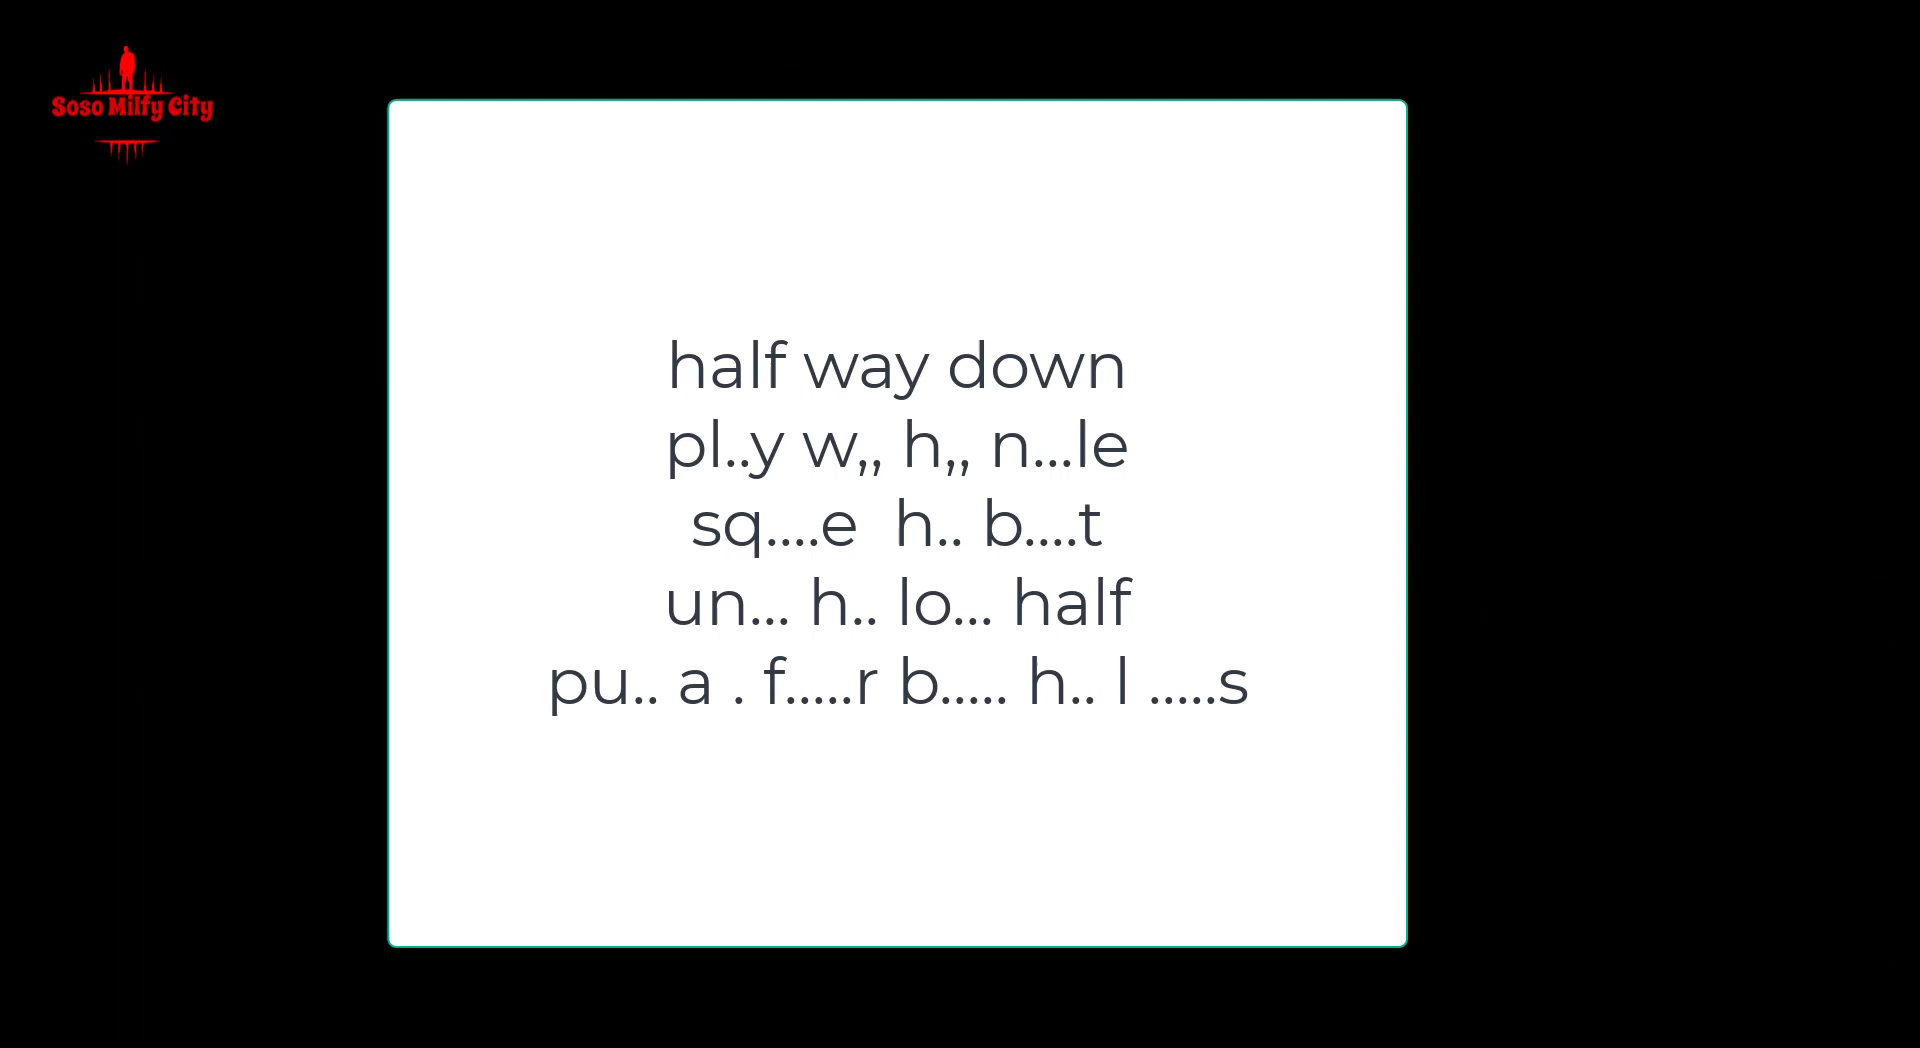 Soso Milfy City
half way down
pl..y w,, h,, n...le
sq....e  h.. b....t
un... h.. lo... half
pu.. a . f.....r b..... h.. l .....s